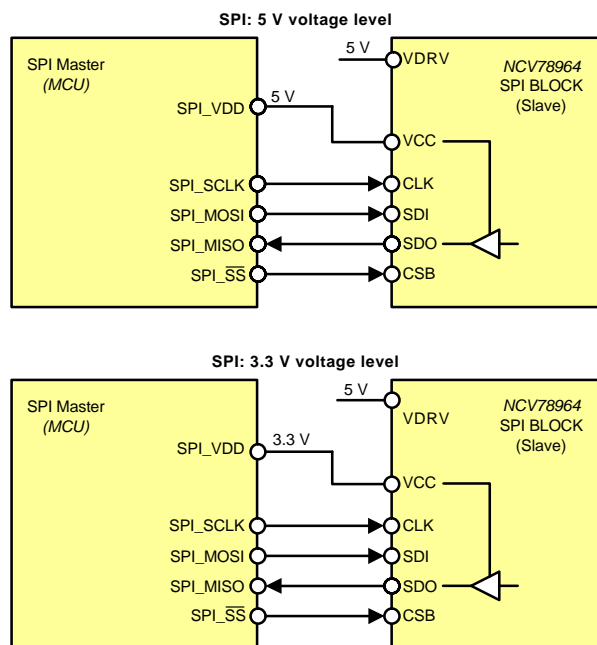 SPI: 5 V voltage level
SPI Master
(MCU)
5 V
VDRV
NCV78964
SPI BLOCK
(Slave)
SPI_VDD
5 V
VCC
SPI_SCLK
CLK
SPI_MOSI
SDI
SPI_MISO
SDO
SPI_S̅S̅
CSB
SPI: 3.3 V voltage level
SPI Master
(MCU)
5 V
VDRV
NCV78964
SPI BLOCK
(Slave)
SPI_VDD
3.3 V
VCC
SPI_SCLK
CLK
SPI_MOSI
SDI
SPI_MISO
SDO
SPI_S̅S̅
CSB